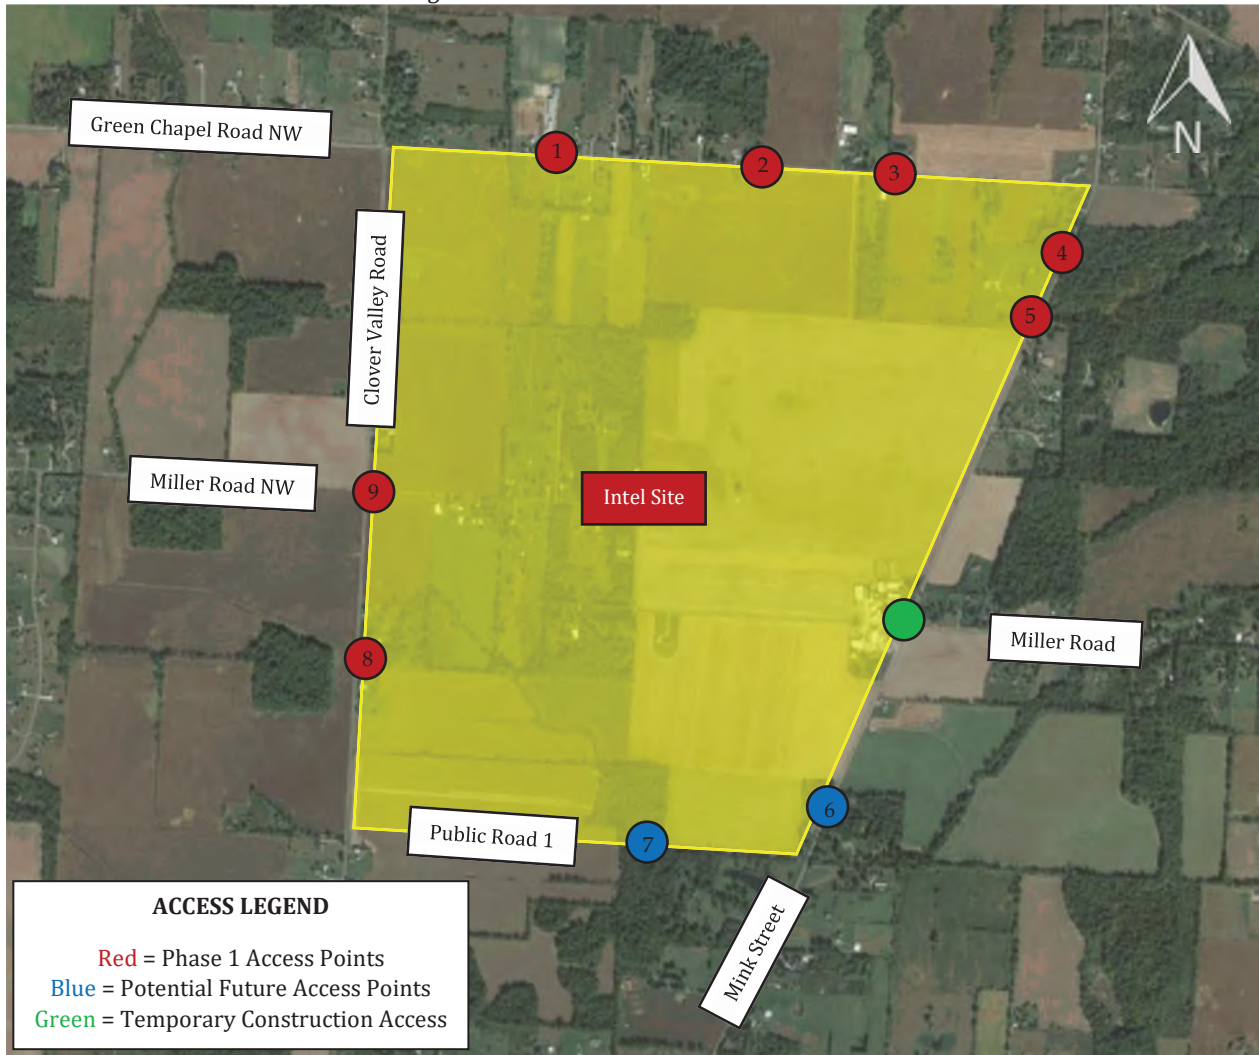 Green Chapel Road NW
N
1
2
3
4
5
Clover Valley Road
Miller Road NW
9
Intel Site
8
Miller Road
6
Public Road 1
7
Mink Street
ACCESS LEGEND
Red = Phase 1 Access Points
Blue = Potential Future Access Points
Green = Temporary Construction Access